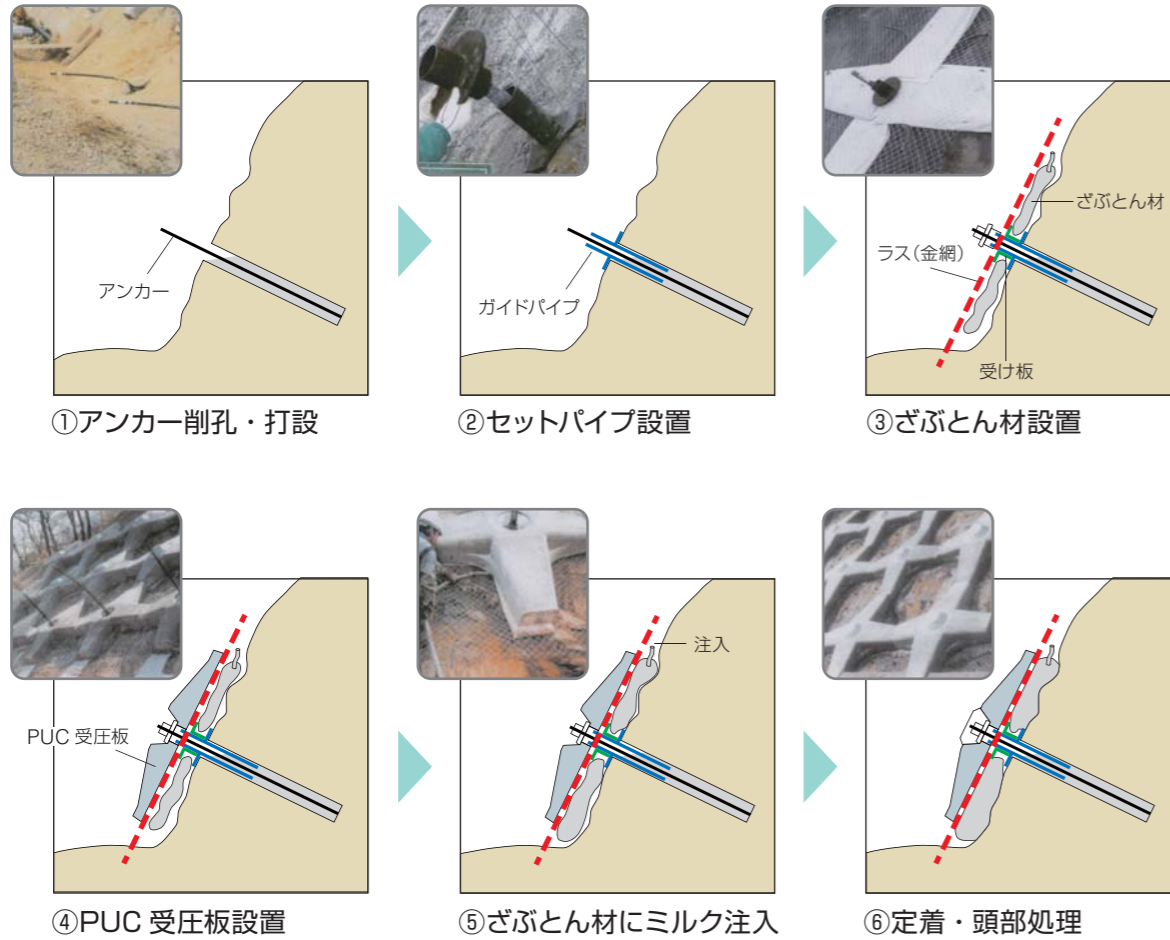 アンカー
①アンカー削孔・打設
ガイドパイプ
②セットパイプ設置
ざぶとん材
ラス(金網)
受け板
③ざぶとん材設置
PUC 受圧板
④PUC 受圧板設置
注入
⑤ざぶとん材にミルク注入
⑥定着・頭部処理